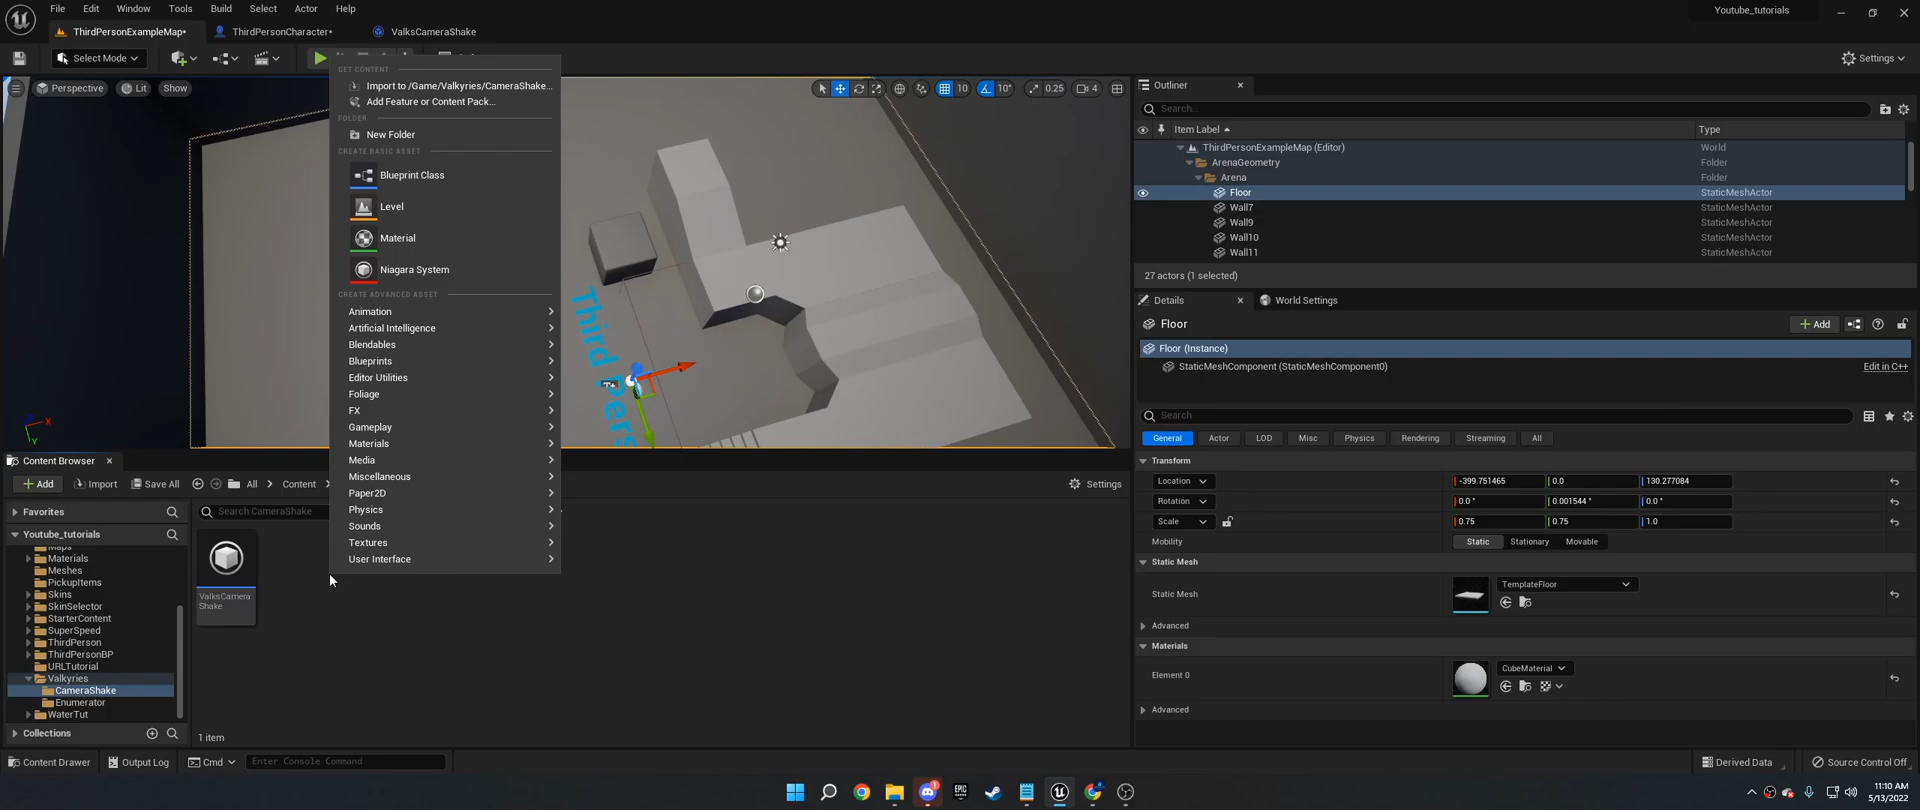 File Edit Window Tools Build Select Actor Help
Youtube_tutorials
ThirdPersonExampleMap•
ThirdPersonCharacter•
ValksCameraShake
Select Mode
Settings
Perspective Lit Show
10 10° 0.25 4
Third Pers
GET CONTENT
Import to /Game/Valkyries/CameraShake...
Add Feature or Content Pack...
FOLDER
New Folder
CREATE BASIC ASSET
Blueprint Class
Level
Material
Niagara System
CREATE ADVANCED ASSET
Animation
Artificial Intelligence
Blendables
Blueprints
Editor Utilities
Foliage
FX
Gameplay
Materials
Media
Miscellaneous
Paper2D
Physics
Sounds
Textures
User Interface
Outliner
Search...
Item Label Type
ThirdPersonExampleMap (Editor) World
ArenaGeometry Folder
Arena Folder
Floor StaticMeshActor
Wall7 StaticMeshActor
Wall9 StaticMeshActor
Wall10 StaticMeshActor
Wall11 StaticMeshActor
27 actors (1 selected)
Details World Settings
Floor
Add
Floor (Instance)
StaticMeshComponent (StaticMeshComponent0) Edit in C++
Search
General Actor LOD Misc Physics Rendering Streaming All
Transform
Location -399.751465 0.0 130.277084
Rotation 0.0 ° 0.001544 ° 0.0 °
Scale 0.75 0.75 1.0
Mobility Static Stationary Movable
Static Mesh
Static Mesh TemplateFloor
Advanced
Materials
Element 0 CubeMaterial
Advanced
Content Browser
Add Import Save All All Content Settings
Favorites
Search CameraShake
Youtube_tutorials
Maps
Materials
Meshes
PickupItems
Skins
SkinSelector
StarterContent
SuperSpeed
ThirdPerson
ThirdPersonBP
URLTutorial
Valkyries
CameraShake
Enumerator
WaterTut
Collections
ValksCamera
Shake
1 item
Content Drawer Output Log Cmd Enter Console Command
Derived Data Source Control Off
11:10 AM
5/13/2022